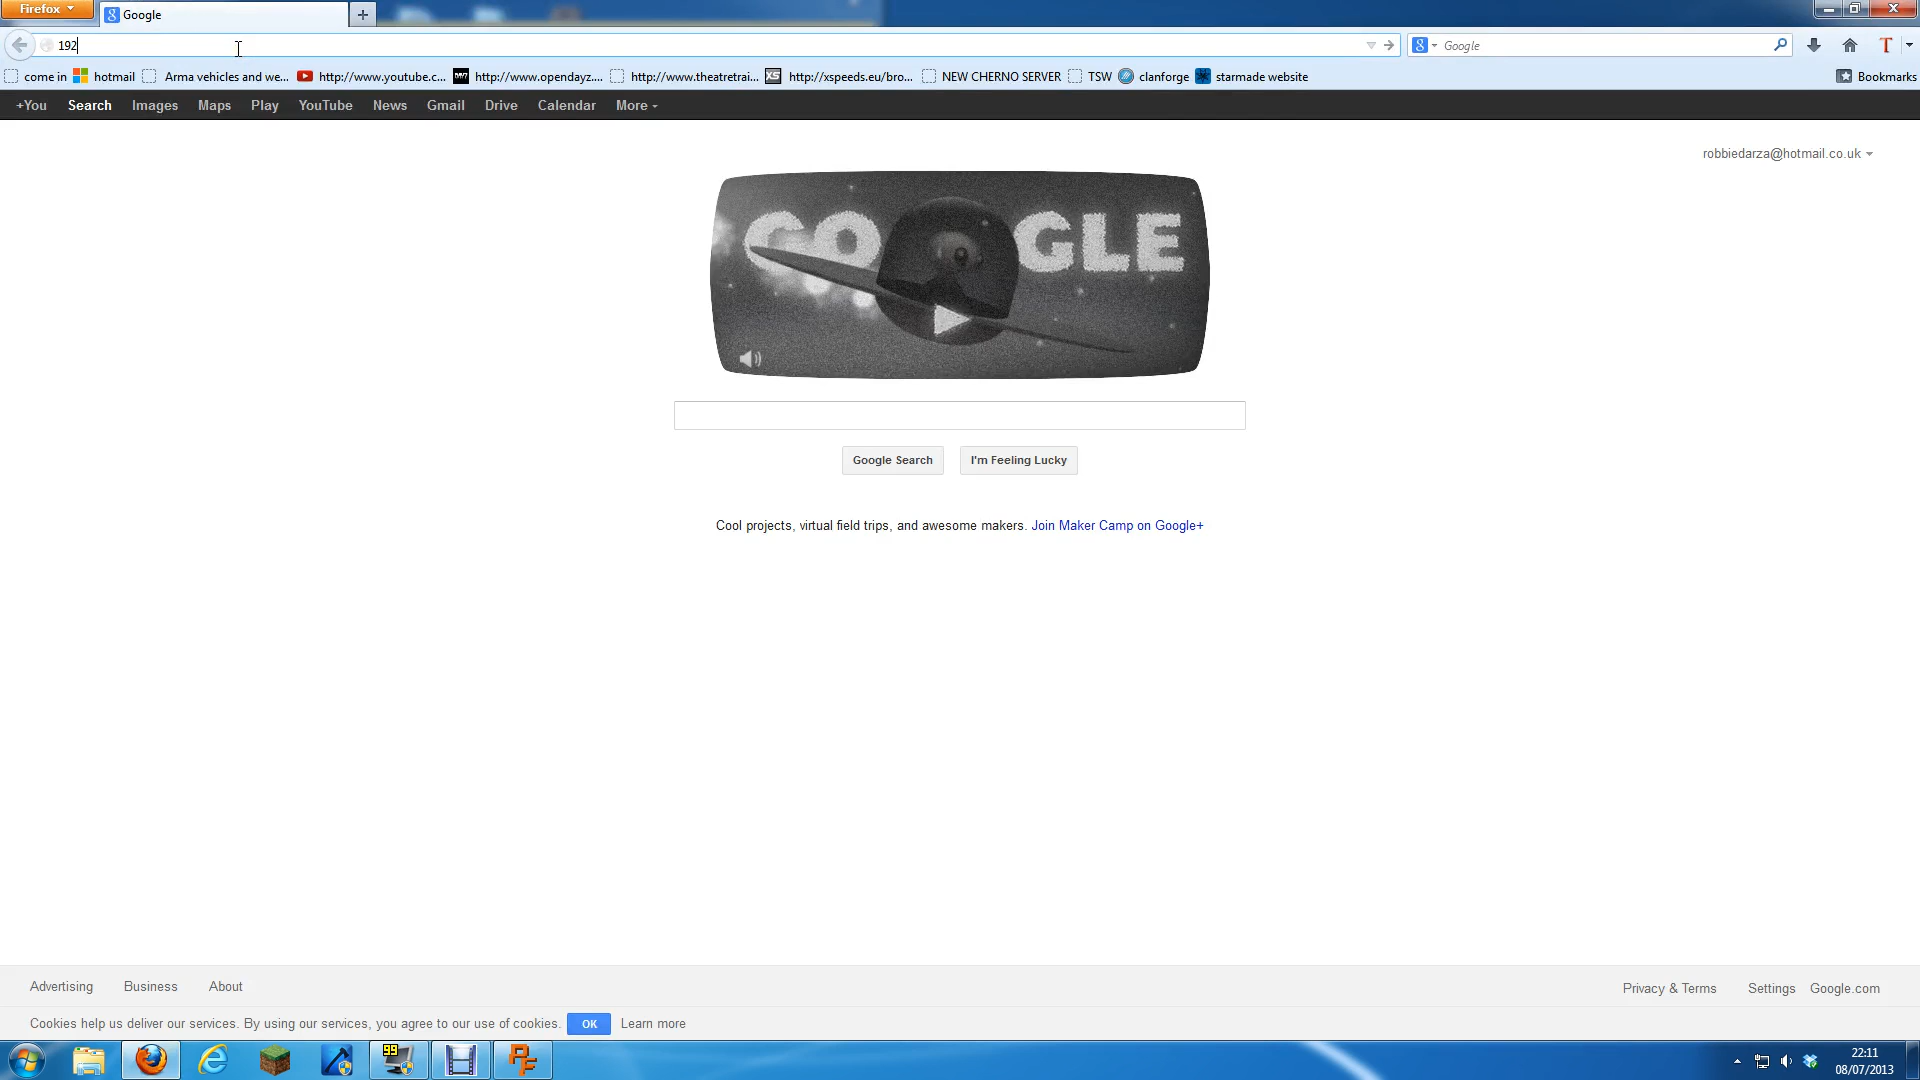 Firefox
Google
192
Google
come in
hotmail
Arma vehicles and we...
http://www.youtube.c...
http://www.opendayz....
http://www.theatretrai...
XS
http://xspeeds.eu/bro...
NEW CHERNO SERVER
TSW
clanforge
starmade website
Bookmarks
+You
Search
Images
Maps
Play
YouTube
News
Gmail
Drive
Calendar
More
robbiedarza@hotmail.co.uk
GOOGLE
Google Search
I'm Feeling Lucky
Cool projects, virtual field trips, and awesome makers. Join Maker Camp on Google+
Advertising
Business
About
Privacy & Terms
Settings
Google.com
Cookies help us deliver our services. By using our services, you agree to our use of cookies.
OK
Learn more
99
22:11
08/07/2013